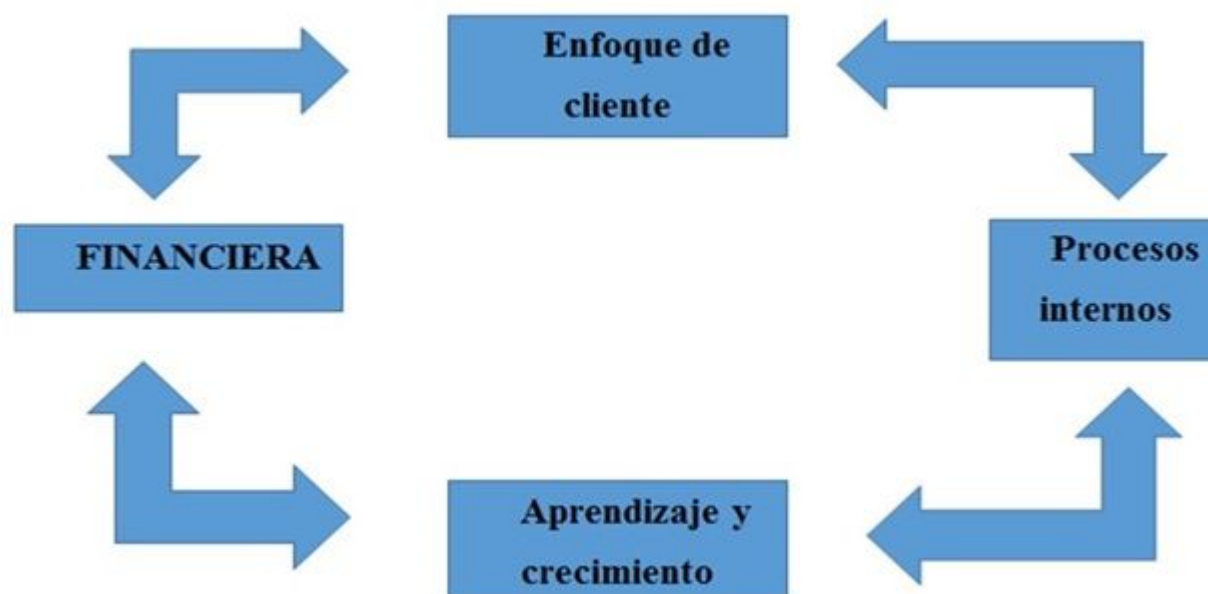 Enfoque de
cliente
FINANCIERA
Procesos
internos
Aprendizaje y
crecimiento